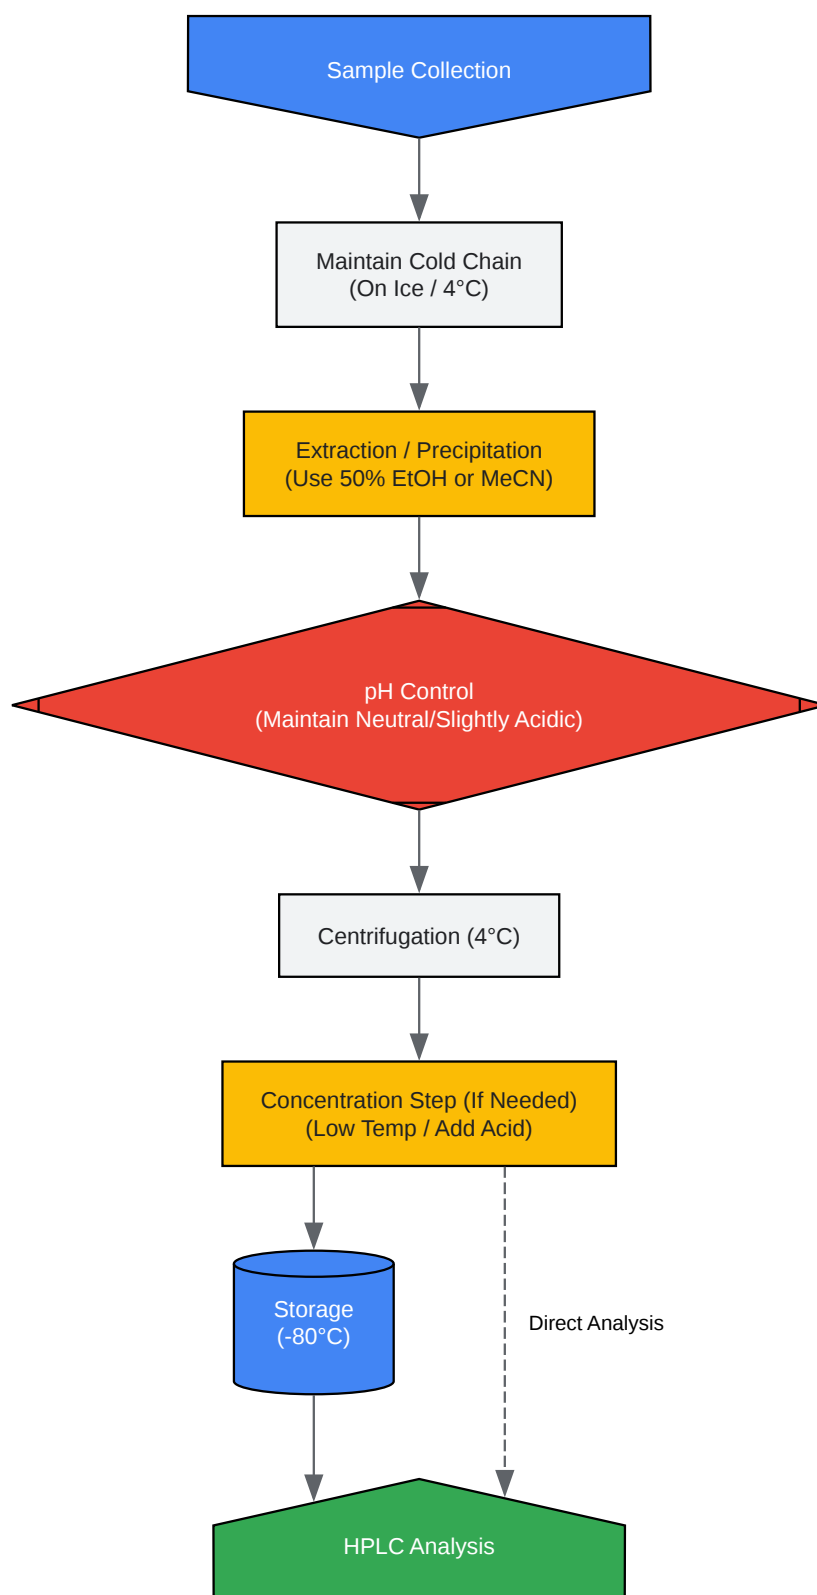 Sample Collection
Maintain Cold Chain
(On Ice / 4°C)
Extraction / Precipitation
(Use 50% EtOH or MeCN)
pH Control
(Maintain Neutral/Slightly Acidic)
Centrifugation (4°C)
Concentration Step (If Needed)
(Low Temp / Add Acid)
Storage
(-80°C)
Direct Analysis
HPLC Analysis